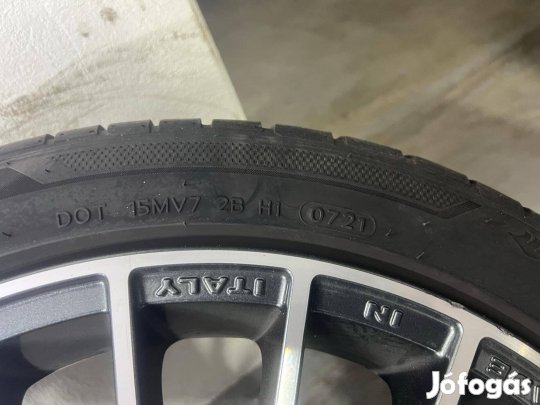 DOT 15MV7 2B H1 0721
ITALY
IN
Jófogás